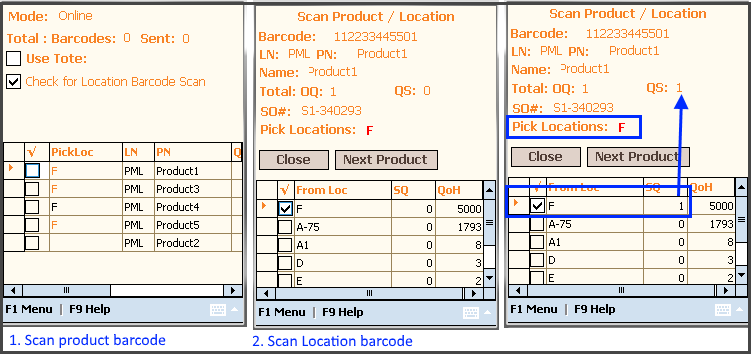 Mode: Online
Total : Barcodes: 0 Sent: 0
Use Tote:
Check for Location Barcode Scan
√ PickLoc LN PN Q
F PML Product1
F PML Product3
F PML Product4
F PML Product5
PML Product2
F1 Menu | F9 Help
1. Scan product barcode
Scan Product / Location
Barcode: 112233445501
LN: PML PN: Product1
Name: Product1
Total: OQ: 1 QS: 0
SO#: S1-340293
Pick Locations: F
Close Next Product
√ From Loc SQ QoH
F 0 5000
A-75 0 1793
A1 0 8
D 0 3
E 0 2
F1 Menu | F9 Help
2. Scan Location barcode
Scan Product / Location
Barcode: 112233445501
LN: PML PN: Product1
Name: Product1
Total: OQ: 1 QS: 1
SO#: S1-340293
Pick Locations: F
Close Next Product
√ From Loc SQ QoH
F 1 5000
A-75 0 1793
A1 0 8
D 0 3
E 0 2
F1 Menu | F9 Help